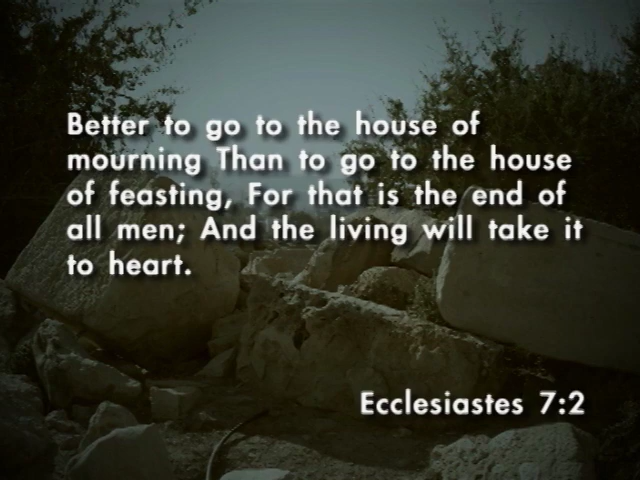 Better to go to the house of
mourning Than to go to the house
of feasting, For that is the end of
all men; And the living will take it
to heart.
Ecclesiastes 7:2